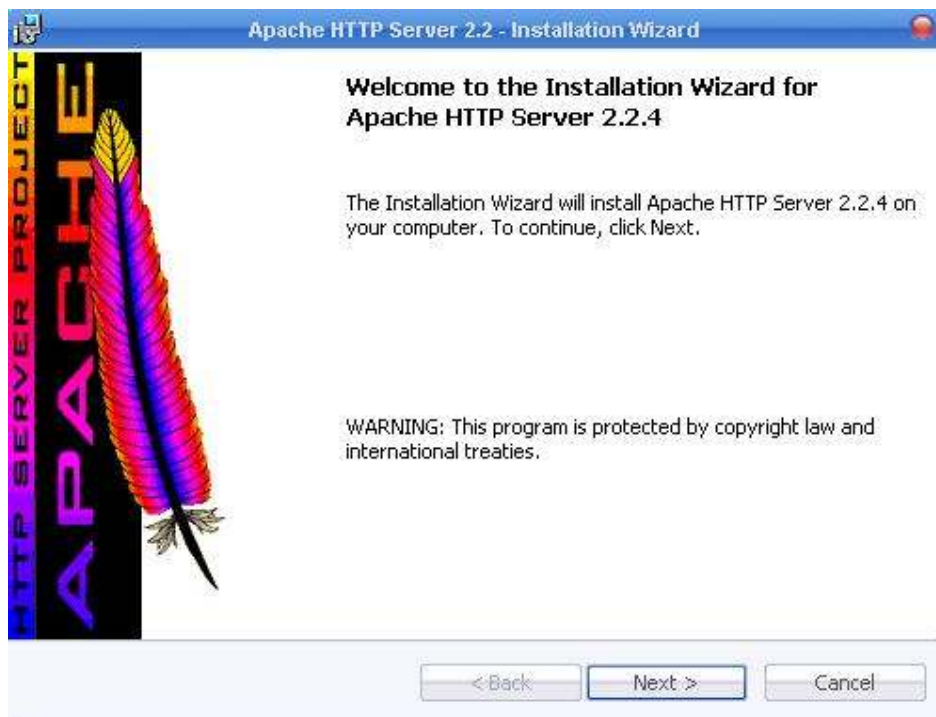 Apache HTTP Server 2.2 - Installation Wizard
HTTP SERVER PROJECT
APACHE
Welcome to the Installation Wizard for
Apache HTTP Server 2.2.4
The Installation Wizard will install Apache HTTP Server 2.2.4 on
your computer. To continue, click Next.
WARNING: This program is protected by copyright law and
international treaties.
< Back
Next >
Cancel